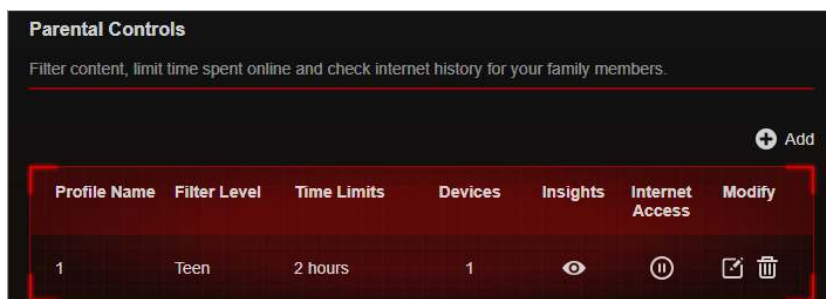 Parental Controls
Filter content, limit time spent online and check internet history for your family members.
Add
Profile Name Filter Level Time Limits Devices Insights Internet Access Modify
1 Teen 2 hours 1